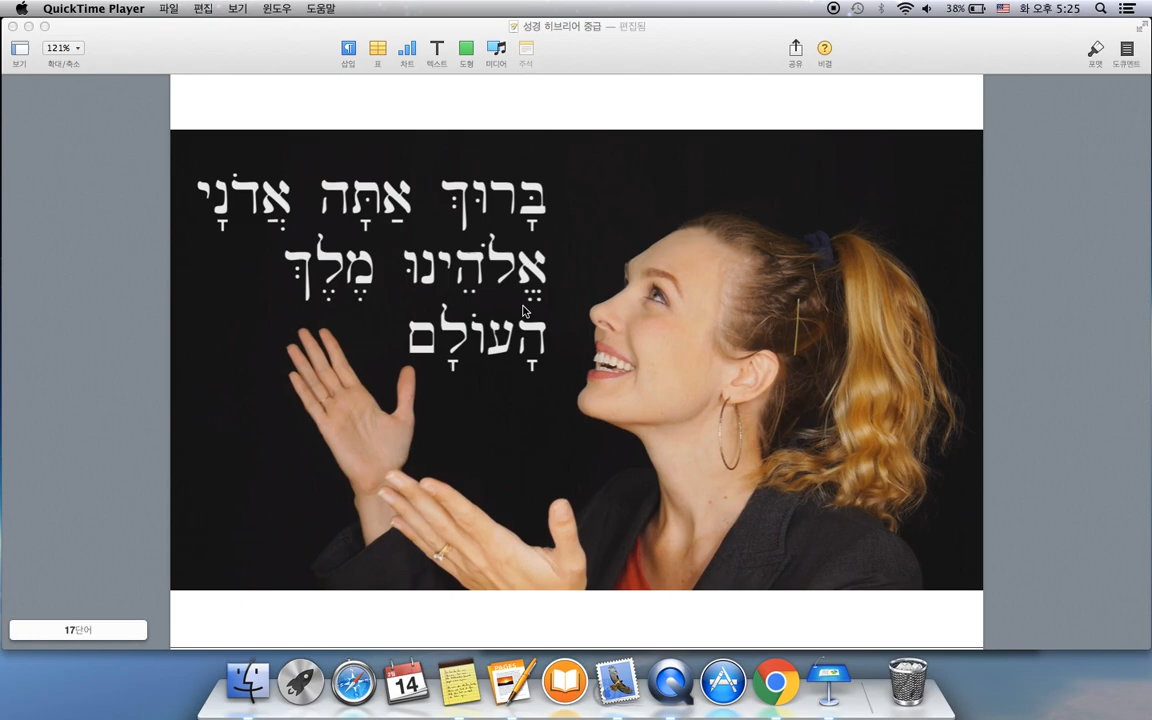 QuickTime Player 파일 편집 보기 윈도우 도움말 38% 화 오후 5:25
성경 히브리어 중급 — 편집됨
121%
보기 확대/축소 삽입 표 차트 텍스트 도형 미디어 주석 공유 비결 포맷 도큐멘트
בָּרוּךְ אַתָּה אֲדֹנָי
אֱלֹהֵינוּ מֶלֶךְ
הָעוֹלָם
17단어
14
PAGES